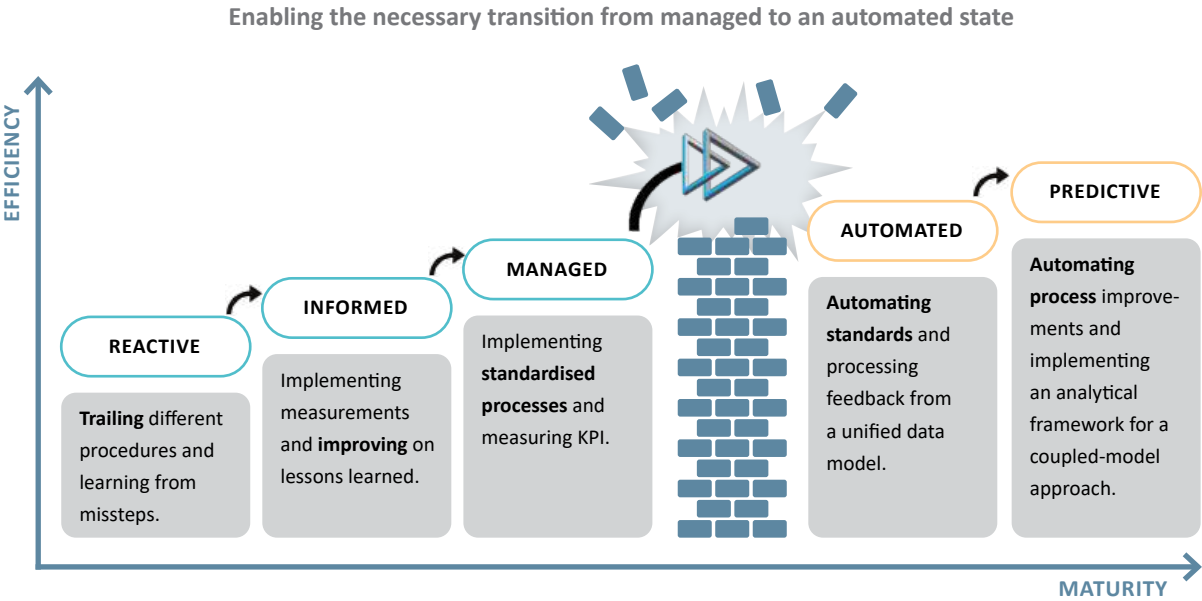 Enabling the necessary transition from managed to an automated state
EFFICIENCY
REACTIVE
Trailing different
procedures and
learning from
missteps.
INFORMED
Implementing
measurements
and improving on
lessons learned.
MANAGED
Implementing
standardised
processes and
measuring KPI.
AUTOMATED
Automating
standards and
processing
feedback from
a unified data
model.
PREDICTIVE
Automating
process improve-
ments and
implementing
an analytical
framework for a
coupled-model
approach.
MATURITY